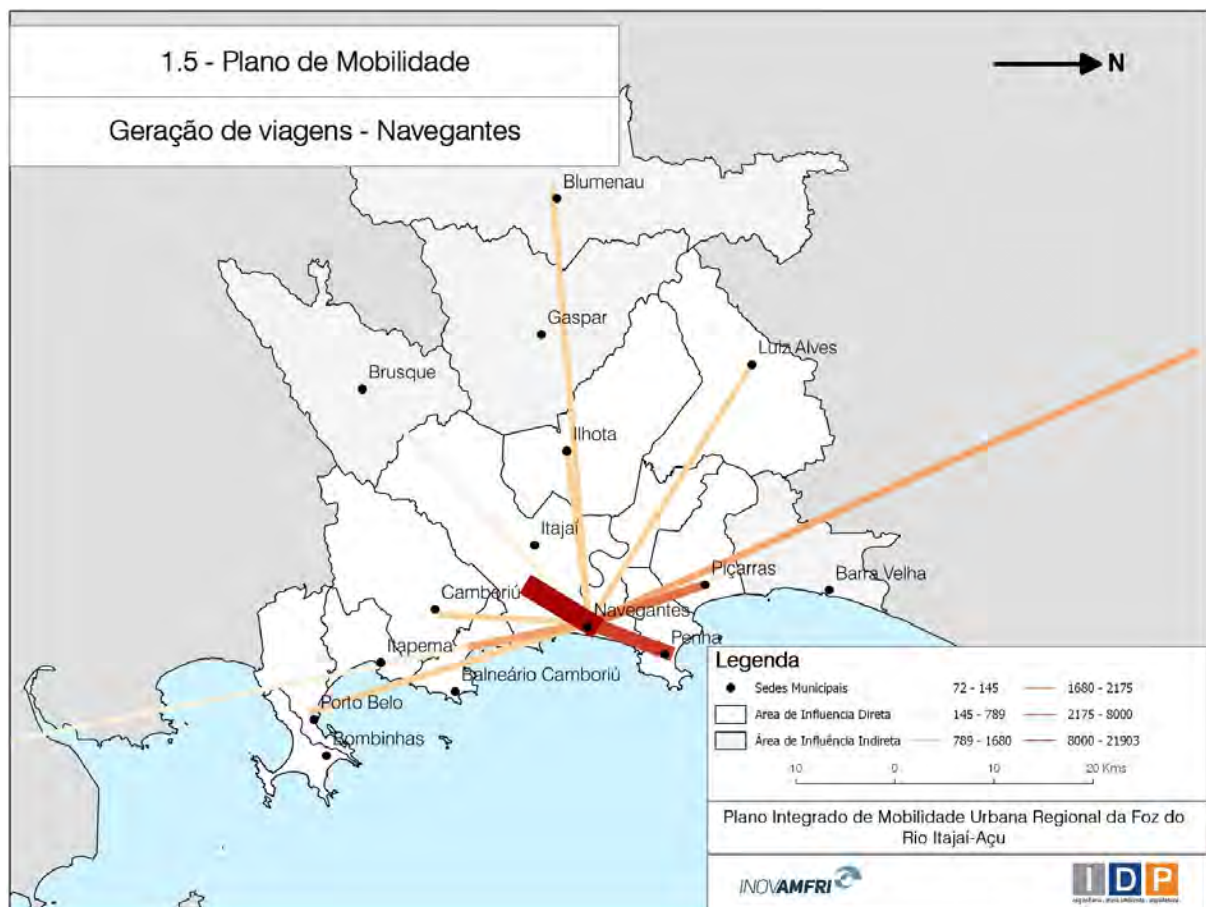 1.5 - Plano de Mobilidade
N
Geração de viagens - Navegantes
Blumenau
Gaspar
Luiz Alves
Brusque
Ilhota
Itajaí
Piçarras
Barra Velha
Camboriú
Navegantes
Penha
Itapema
Balneário Camboriú
Porto Belo
Bombinhas
Legenda
Sedes Municipais 72 - 145 1680 - 2175
Area de Influencia Direta 145 - 789 2175 - 8000
Área de Influência Indireta 789 - 1680 8000 - 21903
10 0 10 20 Kms
Plano Integrado de Mobilidade Urbana Regional da Foz do
Rio Itajaí-Açu
INOVAMFRI
IDP